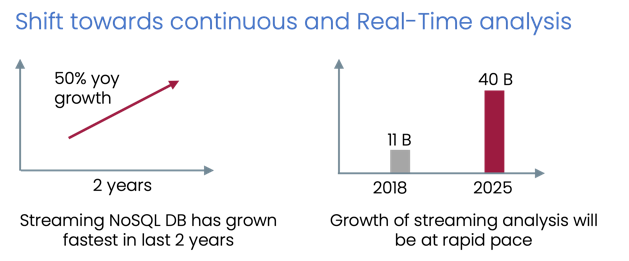 Shift towards continuous and Real-Time analysis
50% yoy
growth
2 years
Streaming NoSQL DB has grown
fastest in last 2 years
40 B
11 B
2018
2025
Growth of streaming analysis will
be at rapid pace